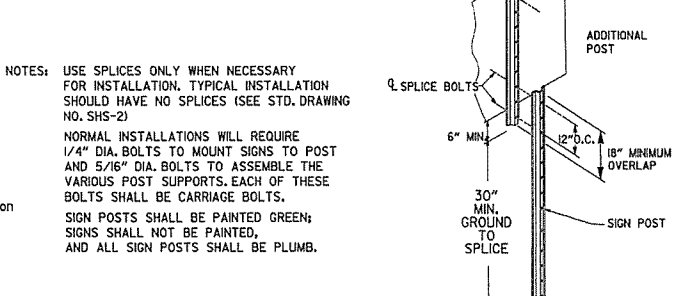 NOTES: USE SPLICES ONLY WHEN NECESSARY
FOR INSTALLATION. TYPICAL INSTALLATION
SHOULD HAVE NO SPLICES (SEE STD. DRAWING
NO. SHS-2)
NORMAL INSTALLATIONS WILL REQUIRE
1/4" DIA. BOLTS TO MOUNT SIGNS TO POST
AND 5/16" DIA. BOLTS TO ASSEMBLE THE
VARIOUS POST SUPPORTS. EACH OF THESE
BOLTS SHALL BE CARRIAGE BOLTS.
on
SIGN POSTS SHALL BE PAINTED GREEN;
SIGNS SHALL NOT BE PAINTED,
AND ALL SIGN POSTS SHALL BE PLUMB.
ADDITIONAL
POST
℄ SPLICE BOLTS
6" MIN.
12"O.C.
18" MINIMUM
OVERLAP
30"
MIN.
GROUND
TO
SPLICE
SIGN POST